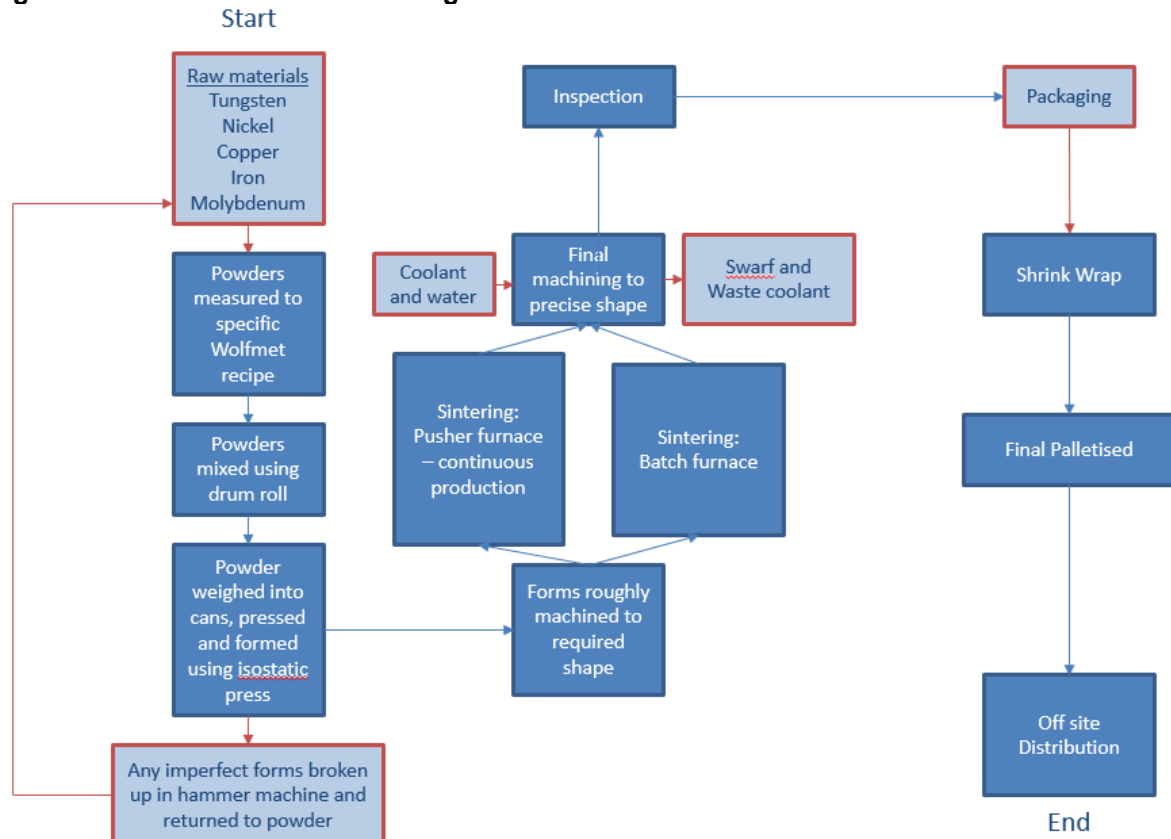 Start
Raw materials
Tungsten
Nickel
Copper
Iron
Molybdenum
Powders
measured to
specific
Wolfmet
recipe
Powders
mixed using
drum roll
Powder
weighed into
cans, pressed
and formed
using isostatic
press
Any imperfect forms broken
up in hammer machine and
returned to powder
Forms roughly
machined to
required
shape
Sintering:
Pusher furnace
– continuous
production
Sintering:
Batch furnace
Coolant
and water
Final
machining to
precise shape
Swarf and
Waste coolant
Inspection
Packaging
Shrink Wrap
Final Palletised
Off site
Distribution
End